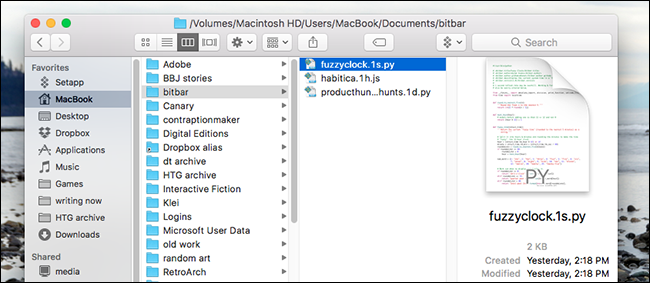 /Volumes/Macintosh HD/Users/MacBook/Documents/bitbar
Search
Favorites
Setapp
MacBook
Desktop
Dropbox
Applications
Music
Games
writing now
HTG archive
Downloads
Shared
media
Adobe
BBJ stories
bitbar
Canary
contraptionmaker
Digital Editions
Dropbox alias
dt archive
HTG archive
Interactive Fiction
Klei
Logins
Microsoft User Data
old work
random art
RetroArch
fuzzyclock.1s.py
habitica.1h.js
producthun...hunts.1d.py
PY
fuzzyclock.1s.py
2 KB
Created Yesterday, 2:18 PM
Modified Yesterday, 2:18 PM